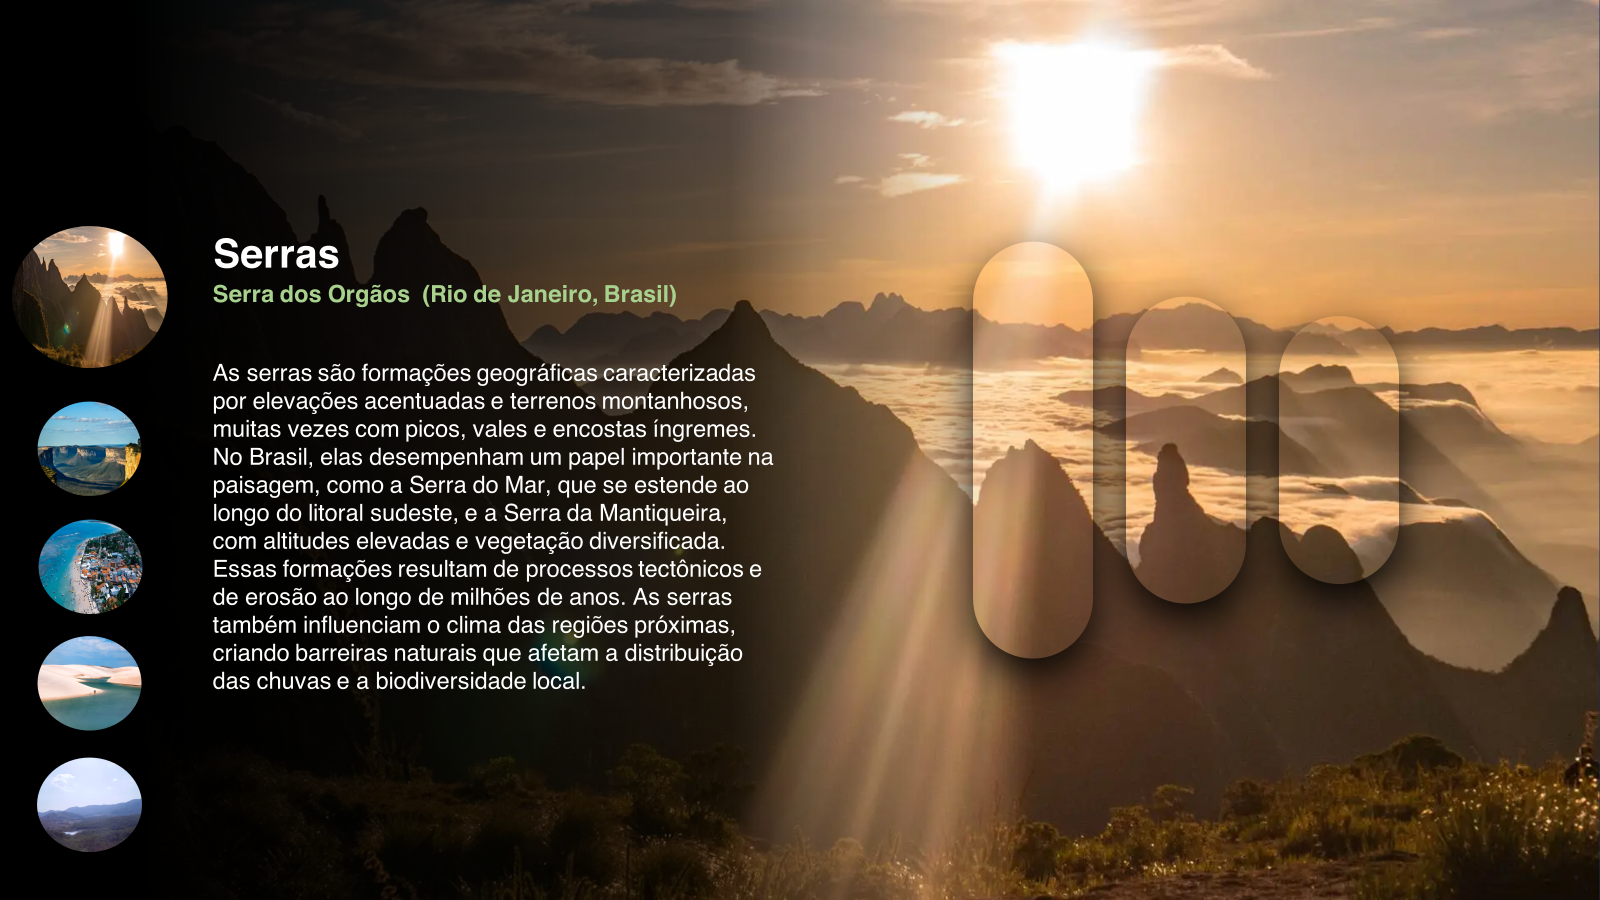 Serras
Serra dos Orgãos  (Rio de Janeiro, Brasil)
As serras são formações geográficas caracterizadas
por elevações acentuadas e terrenos montanhosos,
muitas vezes com picos, vales e encostas íngremes.
No Brasil, elas desempenham um papel importante na
paisagem, como a Serra do Mar, que se estende ao
longo do litoral sudeste, e a Serra da Mantiqueira,
com altitudes elevadas e vegetação diversificada.
Essas formações resultam de processos tectônicos e
de erosão ao longo de milhões de anos. As serras
também influenciam o clima das regiões próximas,
criando barreiras naturais que afetam a distribuição
das chuvas e a biodiversidade local.